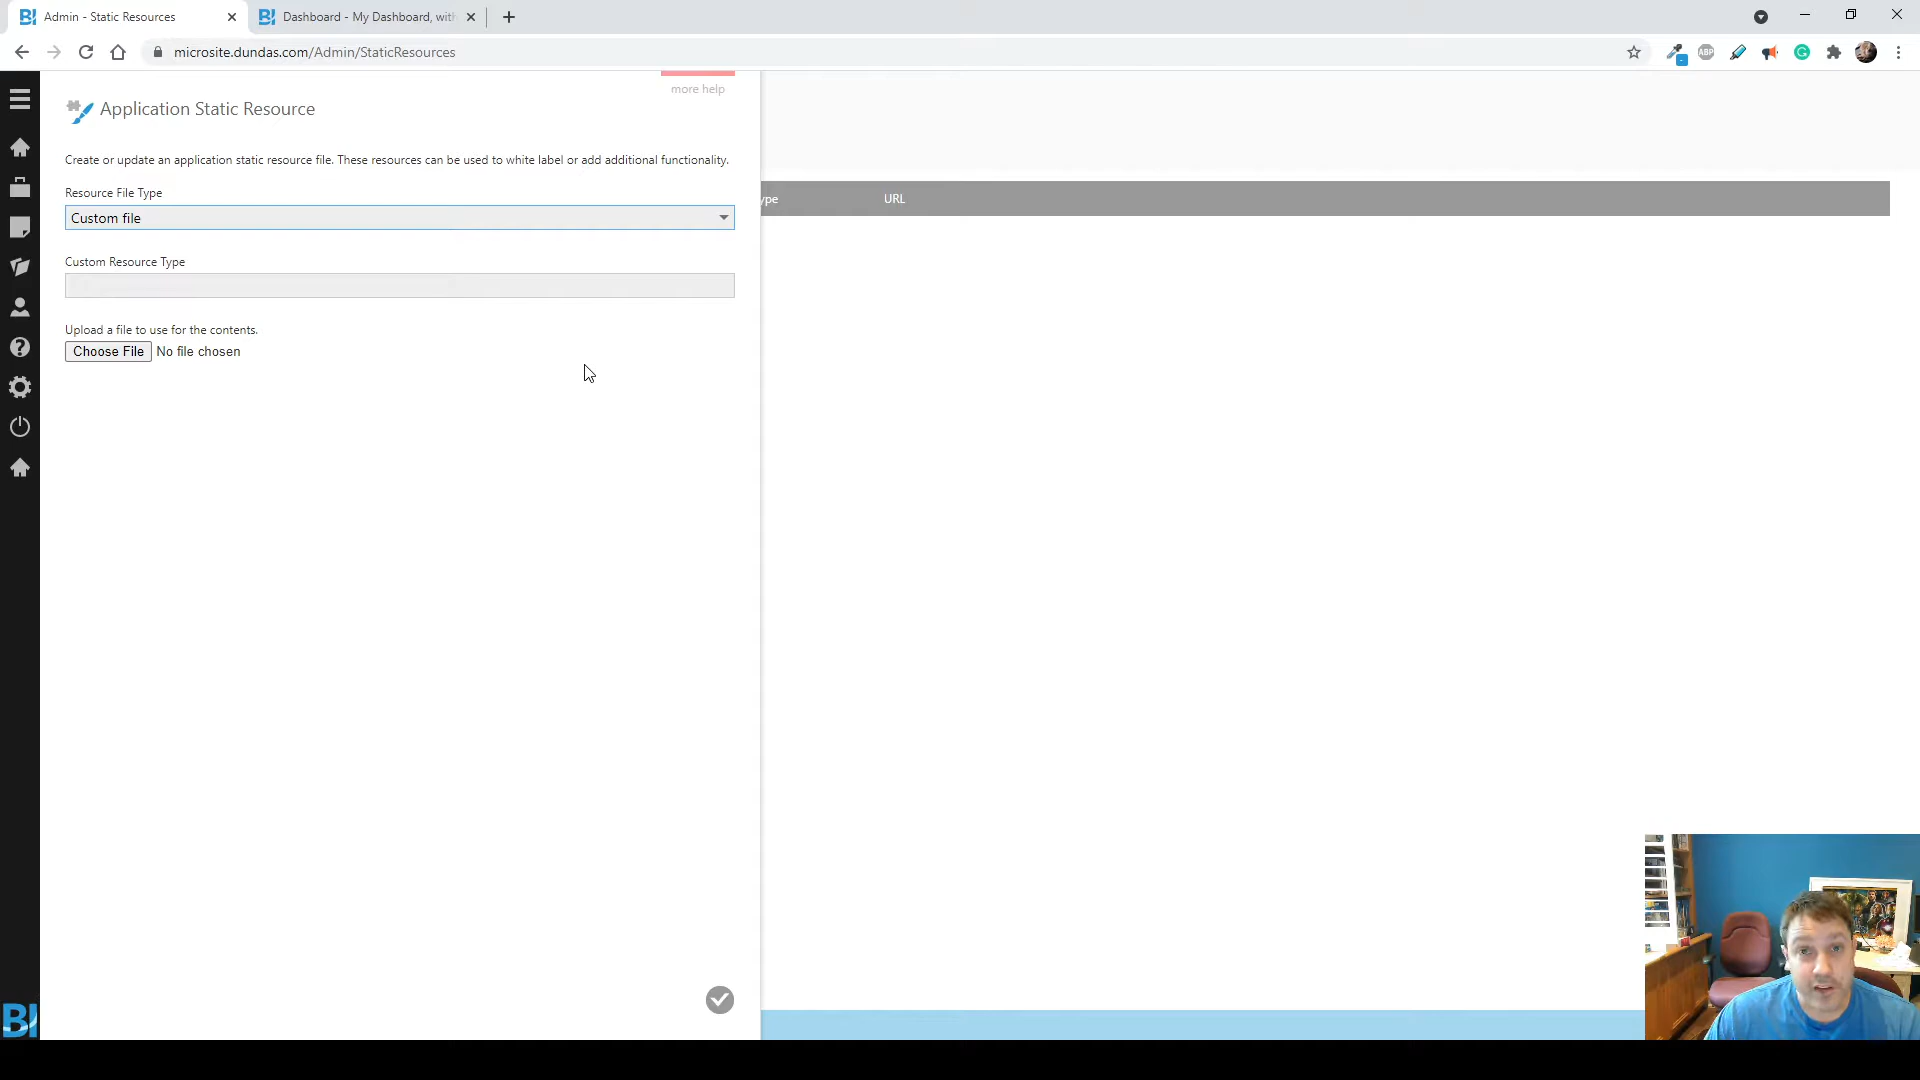 Admin - Static Resources
Dashboard - My Dashboard, with
microsite.dundas.com/Admin/StaticResources
ABP
more help
Application Static Resource
Create or update an application static resource file. These resources can be used to white label or add additional functionality.
Resource File Type
Custom file
ype
URL
Custom Resource Type
Upload a file to use for the contents.
Choose File No file chosen
BI